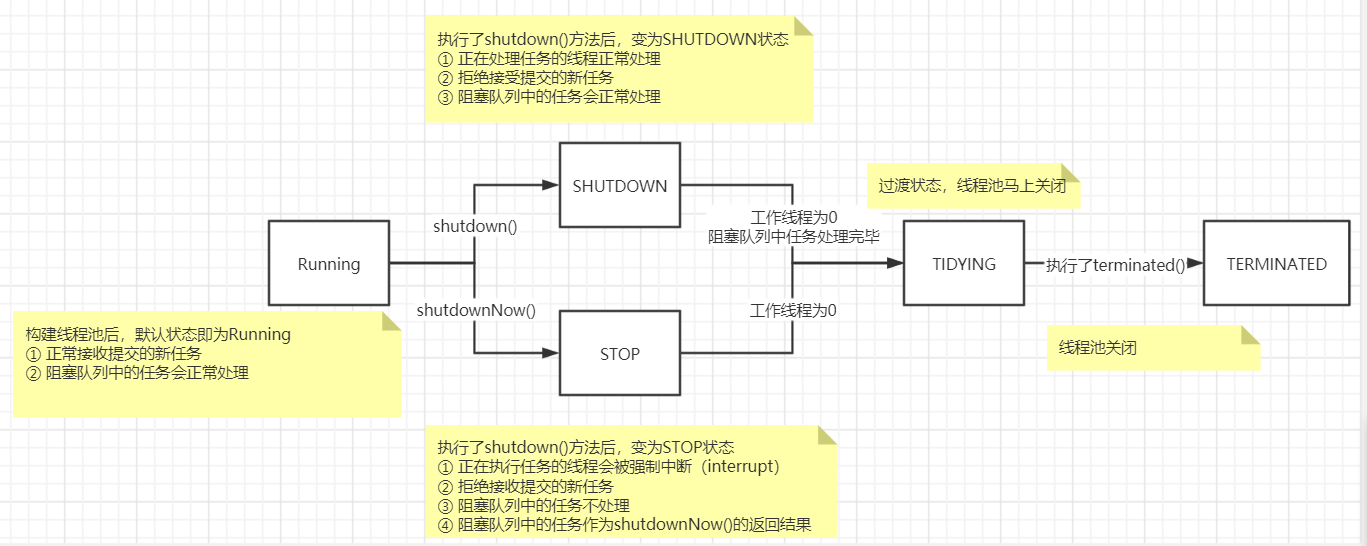 执行了shutdown()方法后，变为SHUTDOWN状态
① 正在处理任务的线程正常处理
② 拒绝接受提交的新任务
③ 阻塞队列中的任务会正常处理
SHUTDOWN
过渡状态，线程池马上关闭
shutdown()
工作线程为0
阻塞队列中任务处理完毕
Running
TIDYING
执行了terminated()
TERMINATED
shutdownNow()
工作线程为0
构建线程池后，默认状态即为Running
① 正常接收提交的新任务
② 阻塞队列中的任务会正常处理
STOP
线程池关闭
执行了shutdown()方法后，变为STOP状态
① 正在执行任务的线程会被强制中断（interrupt）
② 拒绝接收提交的新任务
③ 阻塞队列中的任务不处理
④ 阻塞队列中的任务作为shutdownNow()的返回结果